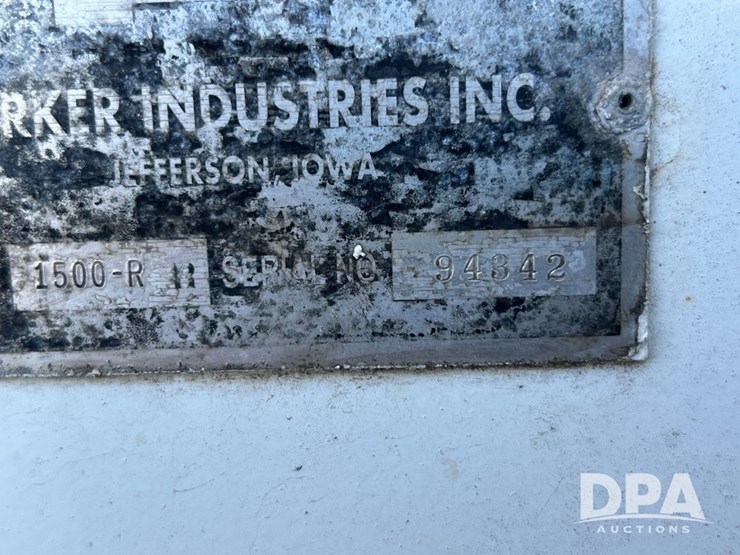 RKER INDUSTRIES INC.
JEFFERSON, IOWA
1500-R SERIAL NO. 94342
DPA
AUCTIONS